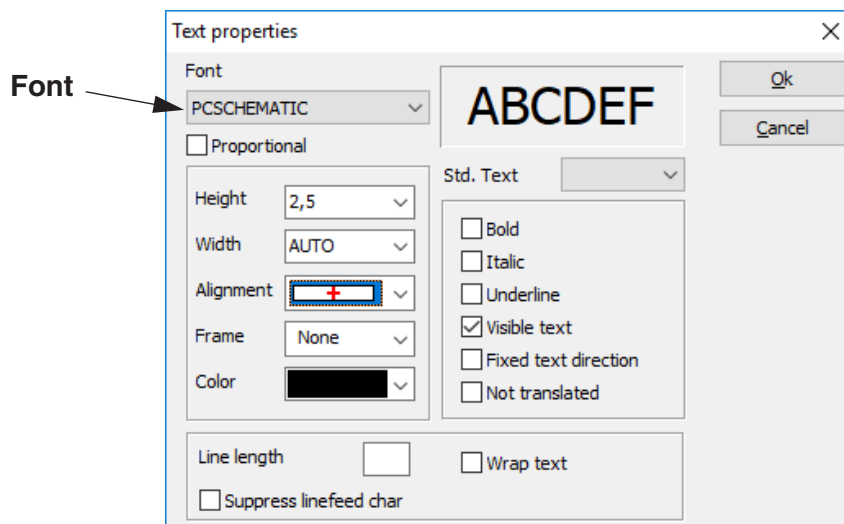 Text properties
Font
Font
PCSCHEMATIC
Proportional
ABCDEF
Ok
Cancel
Std. Text
Height 2,5
Width AUTO
Alignment
Frame None
Color
Bold
Italic
Underline
Visible text
Fixed text direction
Not translated
Line length
Wrap text
Suppress linefeed char